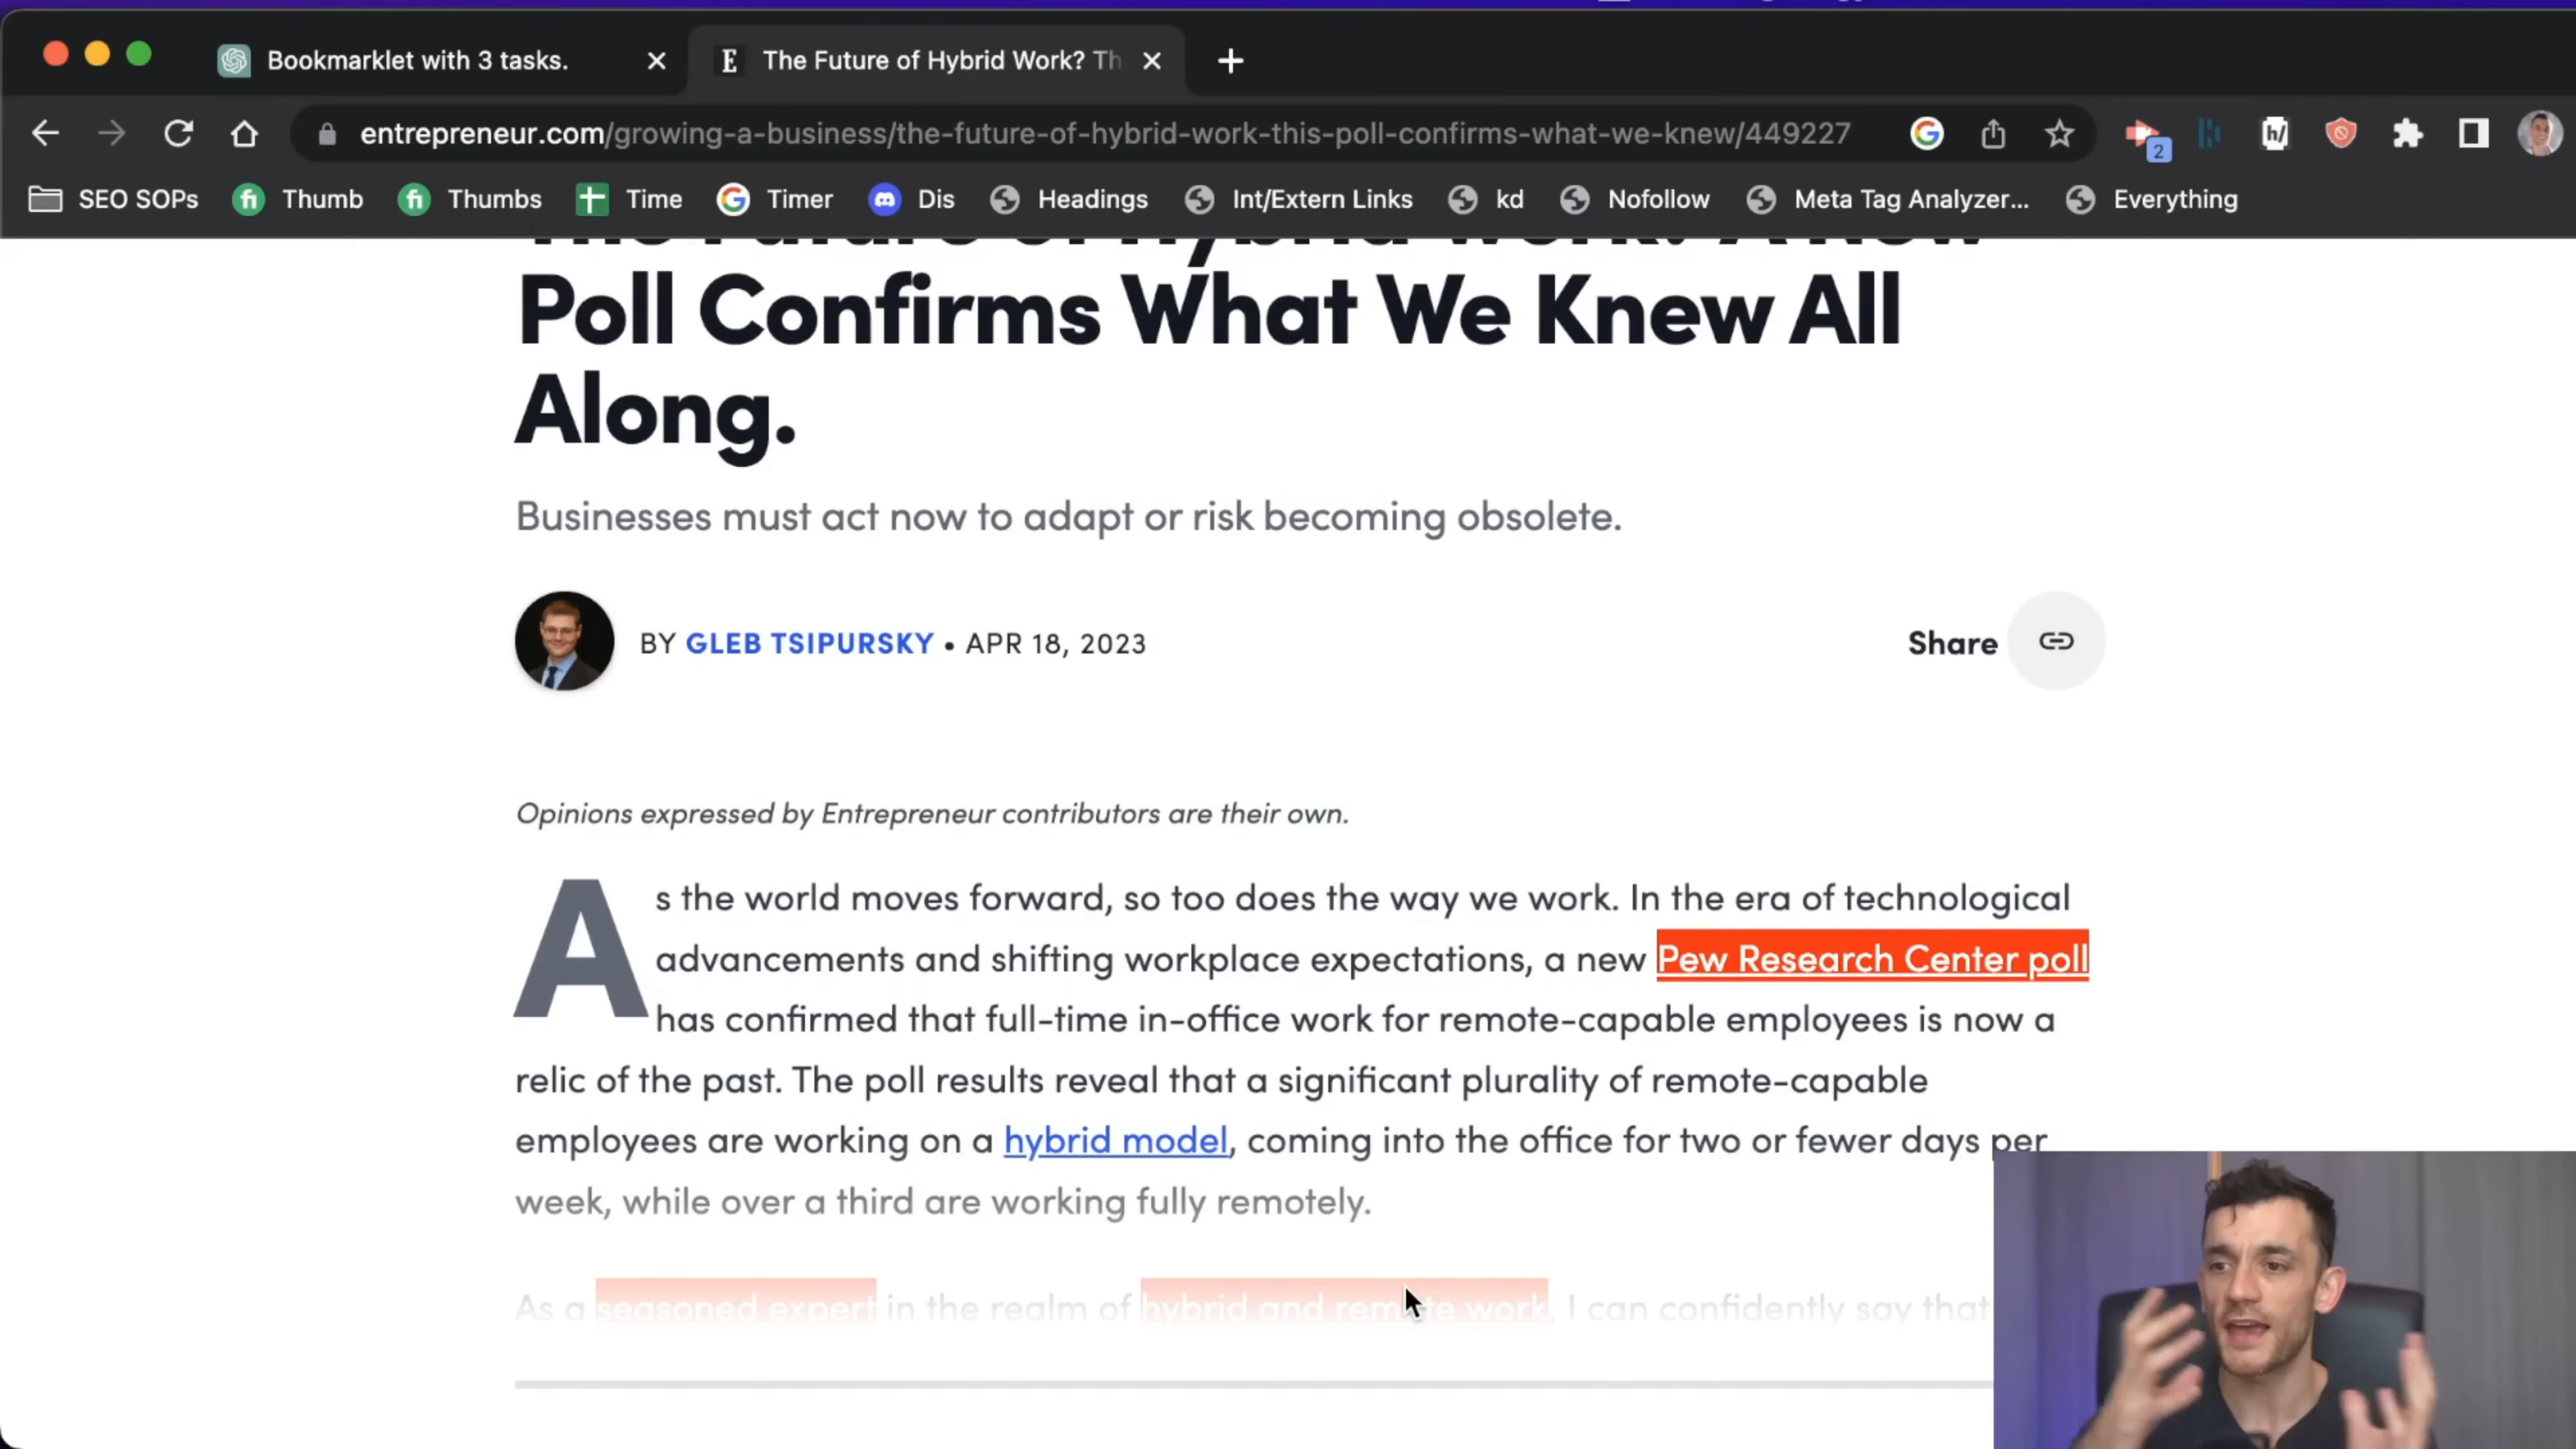 Bookmarklet with 3 tasks.
The Future of Hybrid Work? Th
entrepreneur.com/growing-a-business/the-future-of-hybrid-work-this-poll-confirms-what-we-knew/449227
2
SEO SOPs Thumb Thumbs Time Timer Dis Headings Int/Extern Links kd Nofollow Meta Tag Analyzer... Everything
The Future of Hybrid Work? A New
Poll Confirms What We Knew All
Along.
Businesses must act now to adapt or risk becoming obsolete.
BY GLEB TSIPURSKY • APR 18, 2023
Share
Opinions expressed by Entrepreneur contributors are their own.
As the world moves forward, so too does the way we work. In the era of technological
advancements and shifting workplace expectations, a new Pew Research Center poll
has confirmed that full-time in-office work for remote-capable employees is now a
relic of the past. The poll results reveal that a significant plurality of remote-capable
employees are working on a hybrid model, coming into the office for two or fewer days per
week, while over a third are working fully remotely.
As a seasoned expert in the realm of hybrid and remote work, I can confidently say that